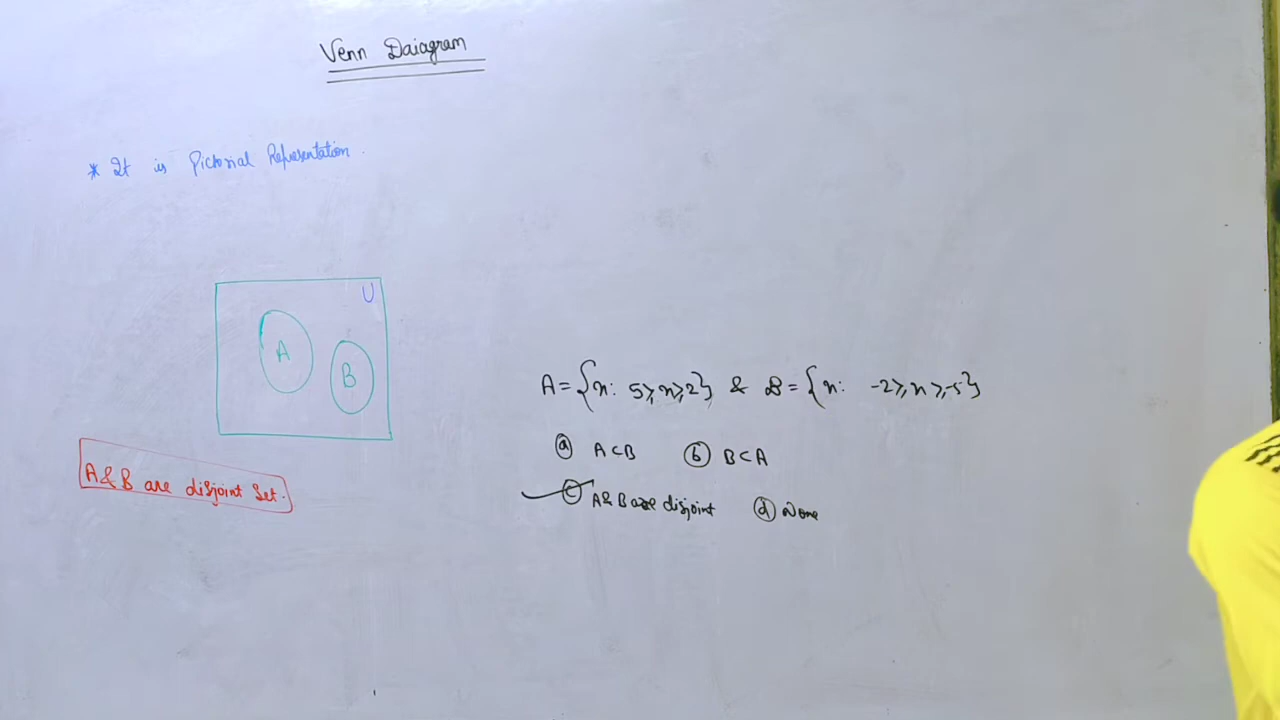 Venn Daiagram
* It is Pictorial Representation.
U
A
B
A & B are disjoint set.
A = {n: 5 ≥ n ≥ 2} & B = {n: -2 ≥ n ≥ -5}
(a) A ⊂ B (b) B ⊂ A
(c) A & B are disjoint (d) None